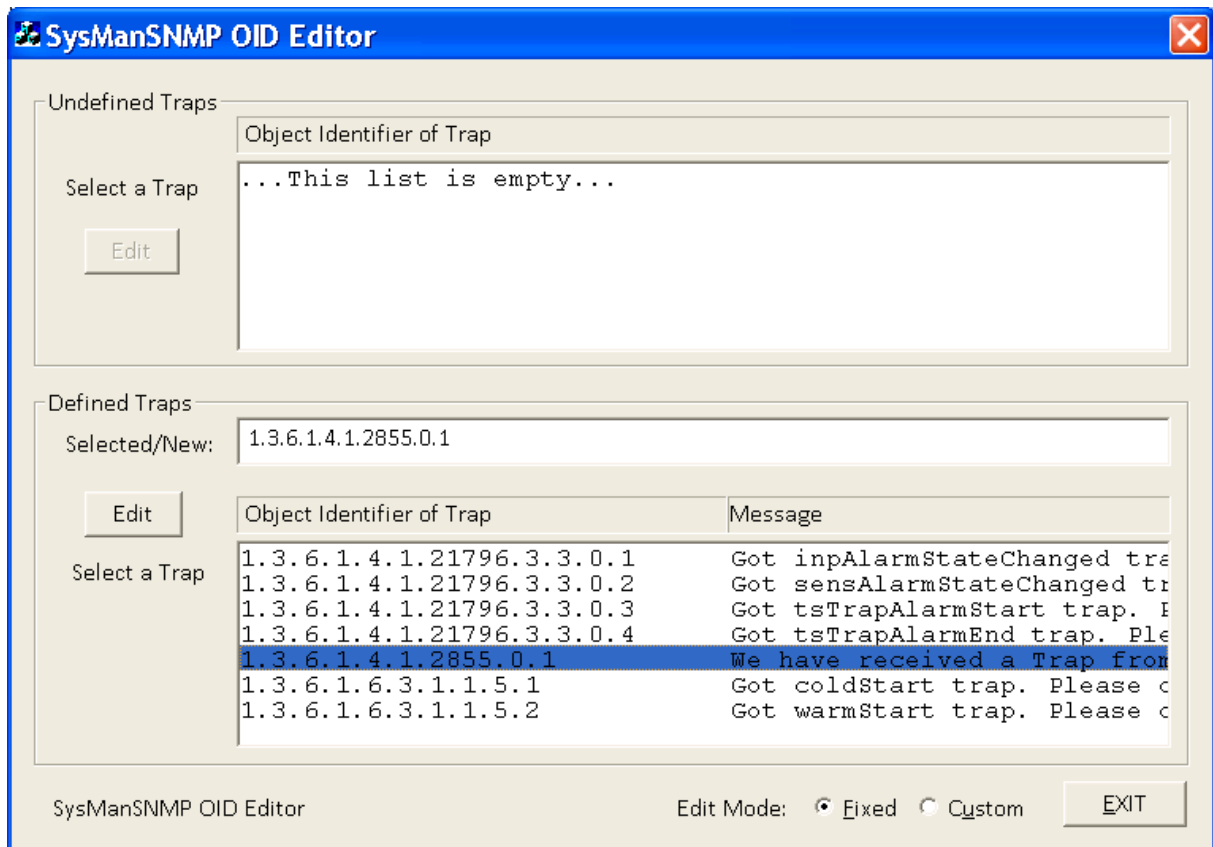 SysManSNMP OID Editor
Undefined Traps
Object Identifier of Trap
Select a Trap
...This list is empty...
Edit
Defined Traps
Selected/New:
1.3.6.1.4.1.2855.0.1
Edit
Object Identifier of Trap Message
Select a Trap
1.3.6.1.4.1.21796.3.3.0.1 Got inpAlarmStateChanged tra
1.3.6.1.4.1.21796.3.3.0.2 Got sensAlarmStateChanged tr
1.3.6.1.4.1.21796.3.3.0.3 Got tsTrapAlarmStart trap. P
1.3.6.1.4.1.21796.3.3.0.4 Got tsTrapAlarmEnd trap. Ple
1.3.6.1.4.1.2855.0.1 We have received a Trap from
1.3.6.1.6.3.1.1.5.1 Got coldStart trap. Please c
1.3.6.1.6.3.1.1.5.2 Got warmStart trap. Please c
SysManSNMP OID Editor
Edit Mode: Fixed Custom
EXIT